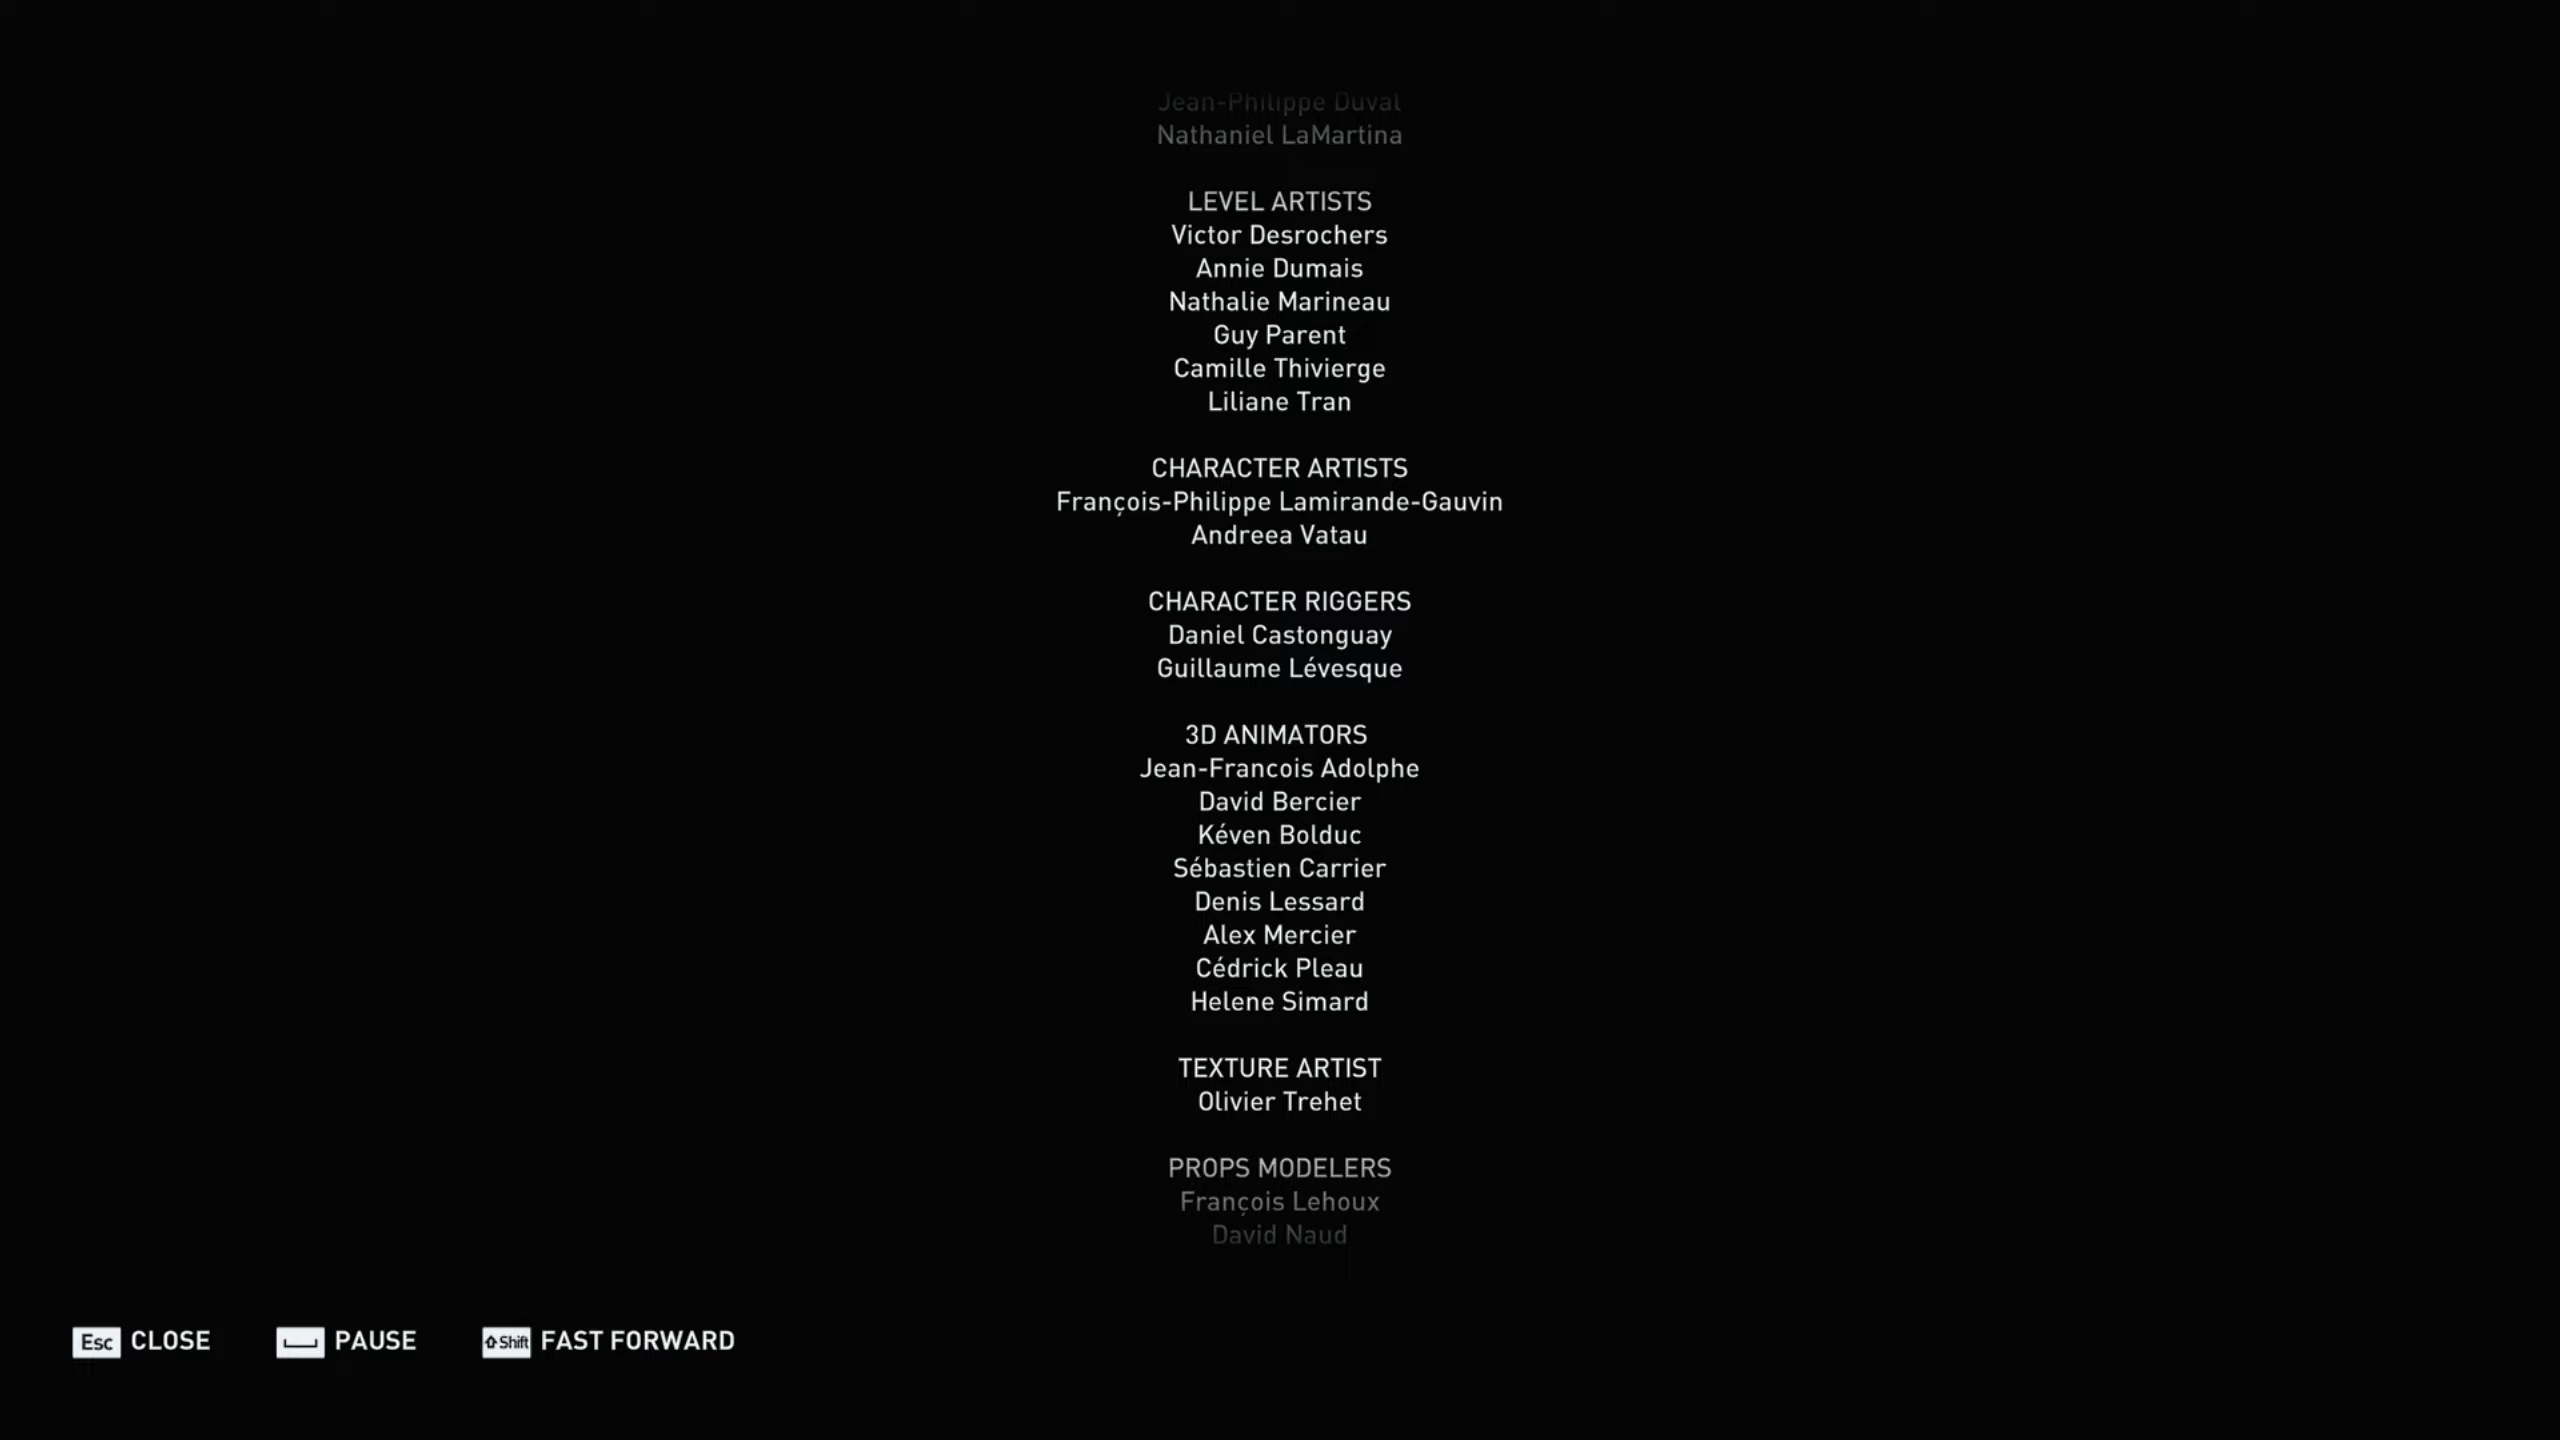 Jean-Philippe Duval
Nathaniel LaMartina
LEVEL ARTISTS
Victor Desrochers
Annie Dumais
Nathalie Marineau
Guy Parent
Camille Thivierge
Liliane Tran
CHARACTER ARTISTS
François-Philippe Lamirande-Gauvin
Andreea Vatau
CHARACTER RIGGERS
Daniel Castonguay
Guillaume Lévesque
3D ANIMATORS
Jean-Francois Adolphe
David Bercier
Kéven Bolduc
Sébastien Carrier
Denis Lessard
Alex Mercier
Cédrick Pleau
Helene Simard
TEXTURE ARTIST
Olivier Trehet
PROPS MODELERS
François Lehoux
David Naud
Esc CLOSE PAUSE Shift FAST FORWARD